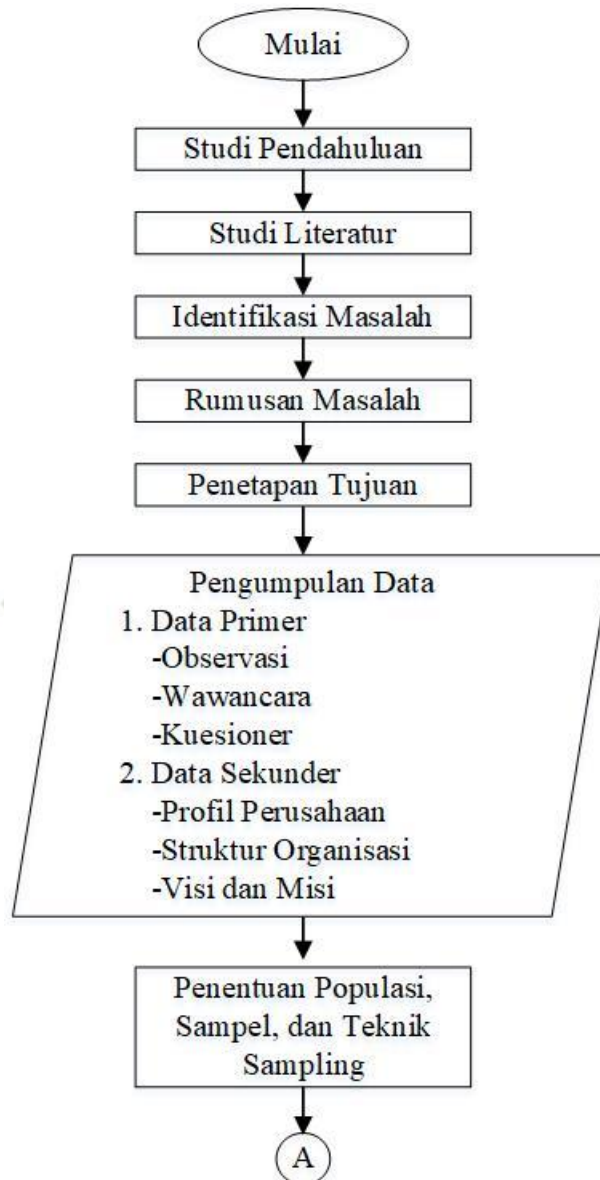 Mulai
Studi Pendahuluan
Studi Literatur
Identifikasi Masalah
Rumusan Masalah
Penetapan Tujuan
Pengumpulan Data
1. Data Primer
-Observasi
-Wawancara
-Kuesioner
2. Data Sekunder
-Profil Perusahaan
-Struktur Organisasi
-Visi dan Misi
Penentuan Populasi,
Sampel, dan Teknik
Sampling
A